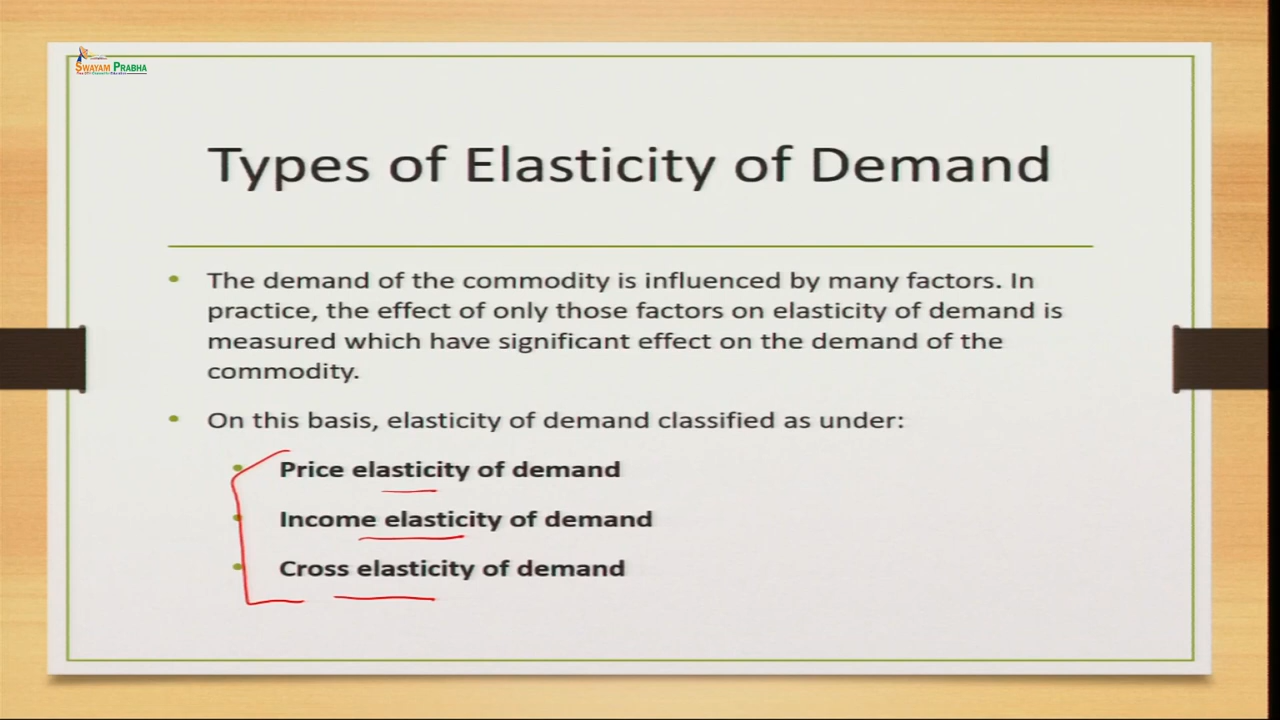 SWAYAM PRABHA
Types of Elasticity of Demand
• The demand of the commodity is influenced by many factors. In
practice, the effect of only those factors on elasticity of demand is
measured which have significant effect on the demand of the
commodity.
• On this basis, elasticity of demand classified as under:
• Price elasticity of demand
• Income elasticity of demand
• Cross elasticity of demand